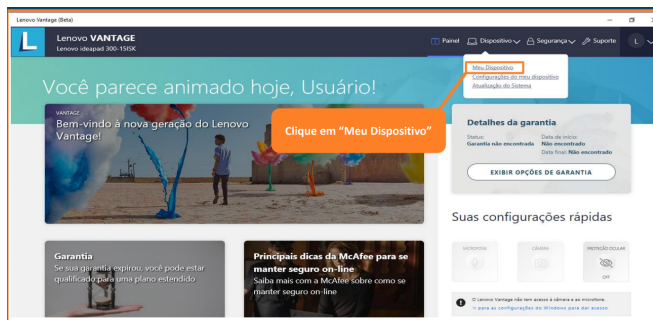 Lenovo Vantage (Beta)
L
Lenovo VANTAGE
Lenovo ideapad 300-15ISK
Painel Dispositivo Segurança Suporte L
Meu Dispositivo
Configurações do meu dispositivo
Atualização do Sistema
Você parece animado hoje, Usuário!
VANTAGE
Bem-vindo à nova geração do Lenovo
Vantage!
Clique em “Meu Dispositivo”
Detalhes da garantia
Status:
Garantia não encontrada
Data de início:
Não encontrado
Data final: Não encontrado
EXIBIR OPÇÕES DE GARANTIA
Suas configurações rápidas
MICROFONE
CÂMARA
PROTEÇÃO OCULAR
OFF
Garantia
Se sua garantia expirou, você pode estar
qualificado para uma plano estendido
Principais dicas da McAfee para se
manter seguro on-line
Saiba mais com a McAfee sobre como se
manter seguro on-line
O Lenovo Vantage não tem acesso à câmera e ao microfone.
Ir para as configurações do Windows para dar acesso